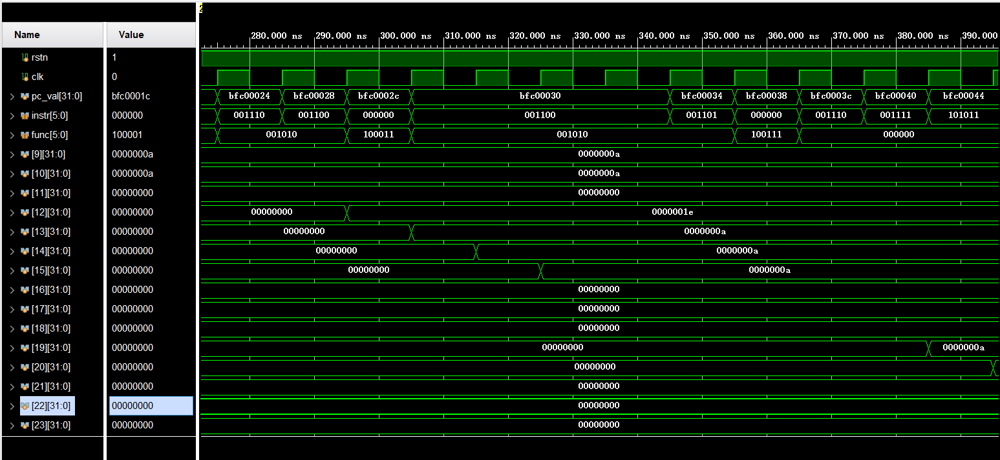 280.000 ns 290.000 ns 300.000 ns 310.000 ns 320.000 ns 330.000 ns 340.000 ns 350.000 ns 360.000 ns 370.000 ns 380.000 ns 390.000
Name Value
rstn 1
clk 0
pc_val[31:0] bfc0001c bfc00024 bfc00028 bfc0002c bfc00030 bfc00034 bfc00038 bfc0003c bfc00040 bfc00044
instr[5:0] 000000 001110 001100 000000 001100 001101 000000 001110 001111 101011
func[5:0] 100001 001010 100011 001010 100111 000000
[9][31:0] 0000000a 0000000a
[10][31:0] 0000000a 0000000a
[11][31:0] 00000000 00000000
[12][31:0] 00000000 00000000 0000001e
[13][31:0] 00000000 00000000 0000000a
[14][31:0] 00000000 00000000 0000000a
[15][31:0] 00000000 00000000 0000000a
[16][31:0] 00000000 00000000
[17][31:0] 00000000 00000000
[18][31:0] 00000000 00000000
[19][31:0] 00000000 00000000 0000000a
[20][31:0] 00000000 00000000
[21][31:0] 00000000 00000000
[22][31:0] 00000000 00000000
[23][31:0] 00000000 00000000